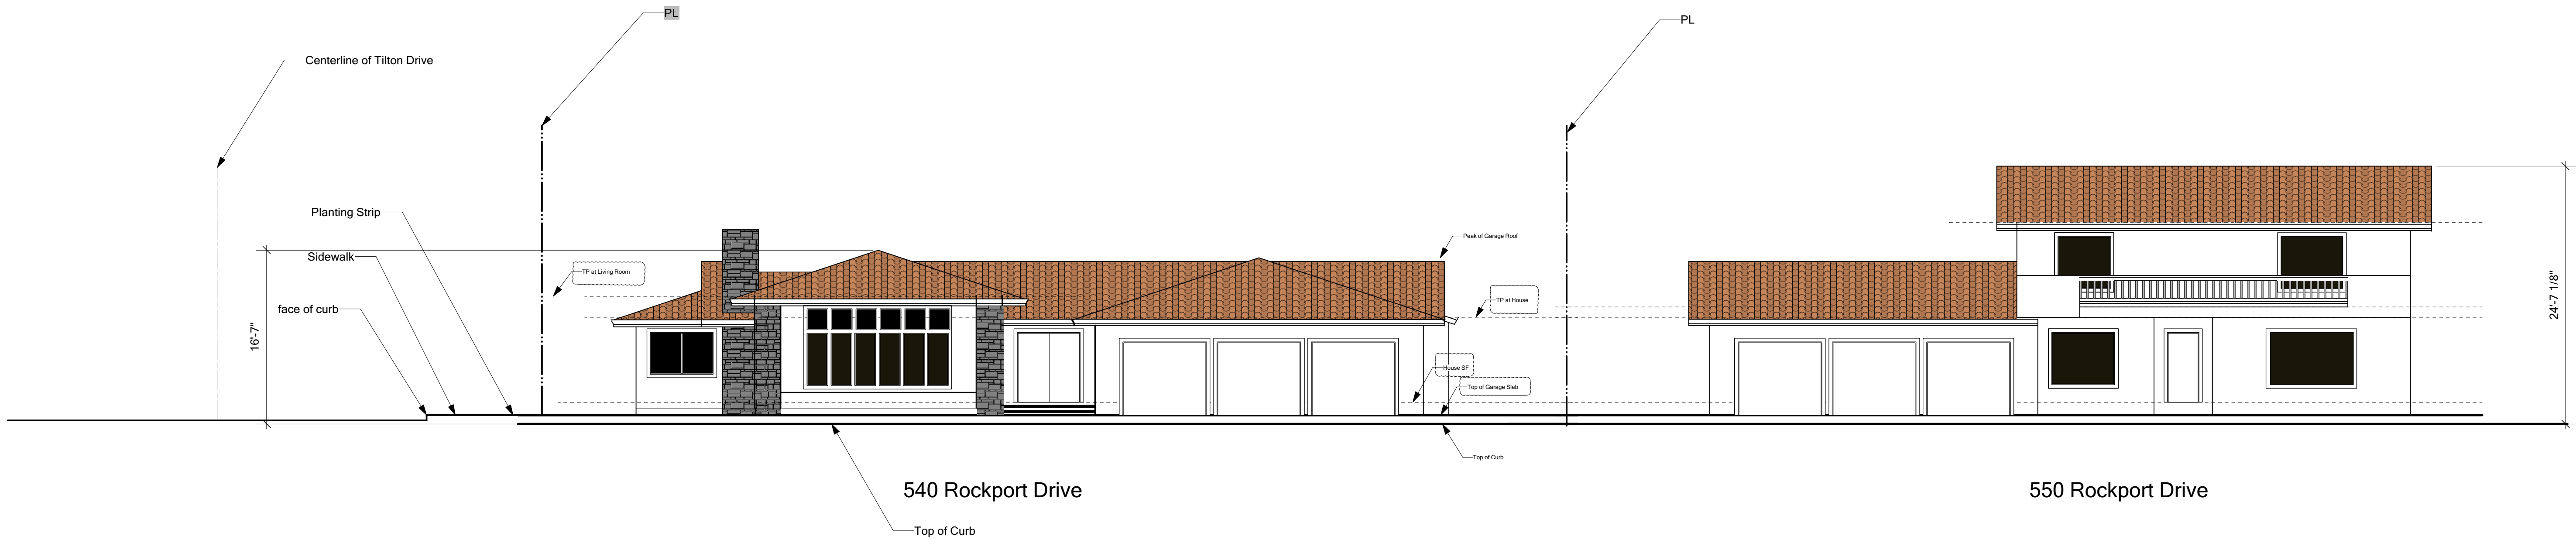 PL
PL
Centerline of Tilton Drive
Planting Strip
Sidewalk
face of curb
16'-7"
TP at Living Room
Peak of Garage Roof
TP at House
House SF
Top of Garage Slab
Top of Curb
24'-7 1/8"
540 Rockport Drive
550 Rockport Drive
Top of Curb